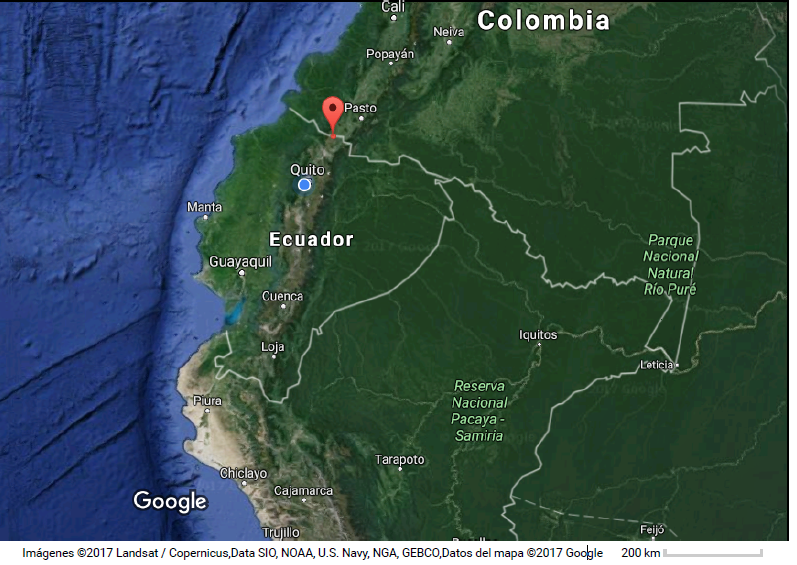 Cali
Colombia
Neiva
Popayán
Pasto
Quito
Manta
Ecuador
Parque
Nacional
Natural
Río Puré
Guayaquil
Cuenca
Iquitos
Loja
Leticia
Reserva
Nacional
Pacaya -
Samiria
Piura
Tarapoto
Chiclayo
Cajamarca
Google
Trujillo
Feijó
Imágenes ©2017 Landsat / Copernicus,Data SIO, NOAA, U.S. Navy, NGA, GEBCO,Datos del mapa ©2017 Google 200 km